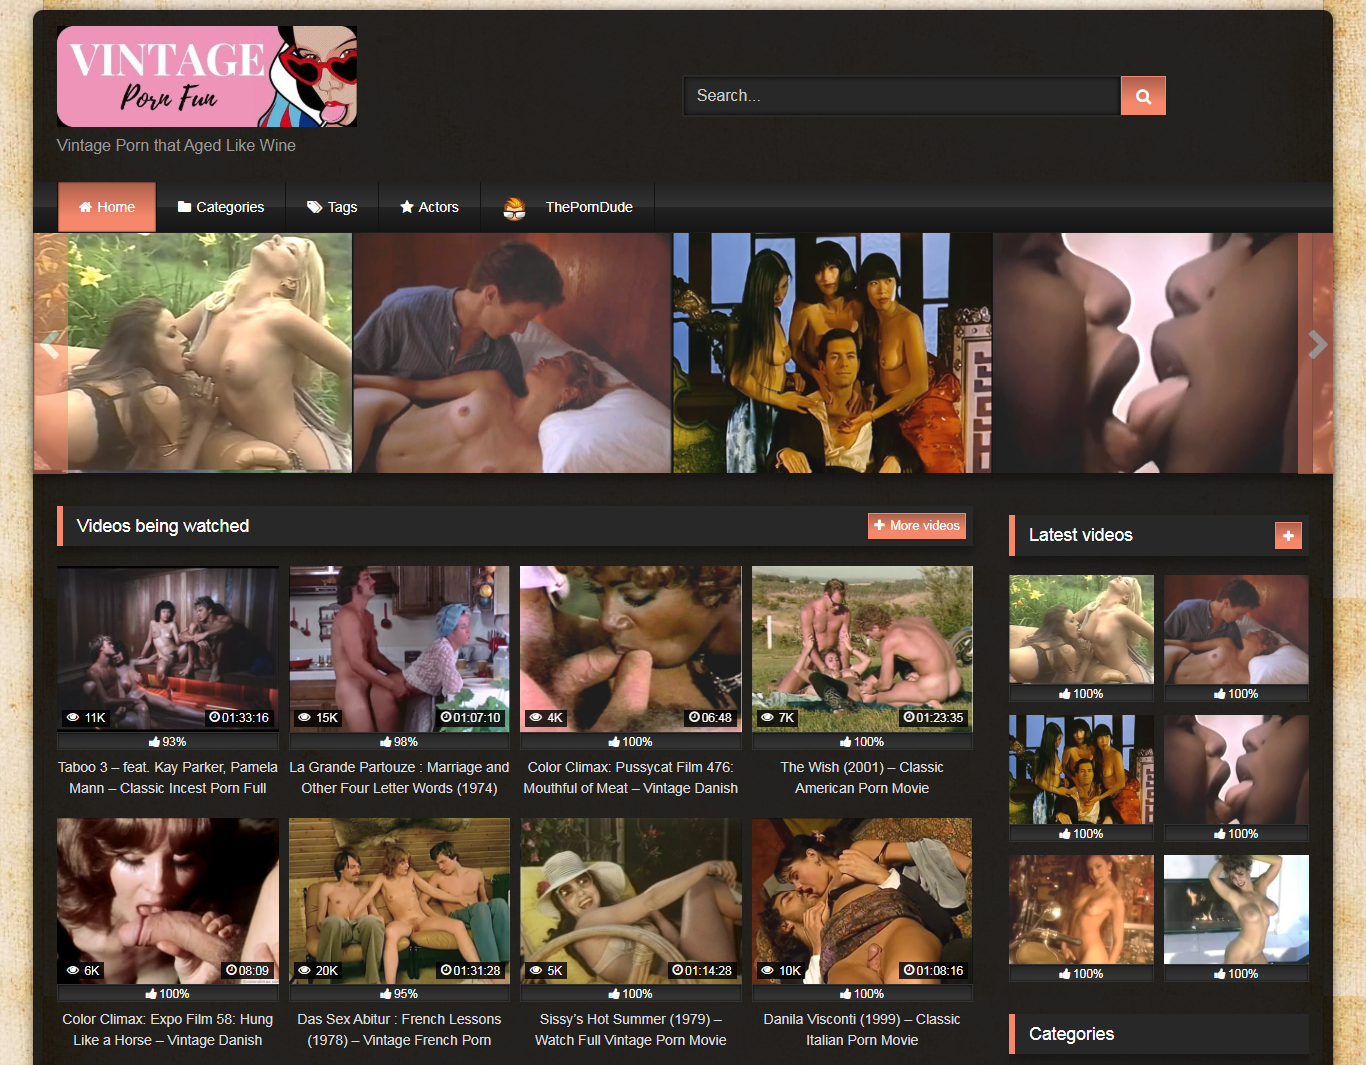 VINTAGE
Porn Fun
Vintage Porn that Aged Like Wine
Search...
Home
Categories
Tags
Actors
ThePornDude
Videos being watched
More videos
11K
01:33:16
93%
Taboo 3 – feat. Kay Parker, Pamela
Mann – Classic Incest Porn Full
15K
01:07:10
98%
La Grande Partouze : Marriage and
Other Four Letter Words (1974)
4K
06:48
100%
Color Climax: Pussycat Film 476:
Mouthful of Meat – Vintage Danish
7K
01:23:35
100%
The Wish (2001) – Classic
American Porn Movie
6K
08:09
100%
Color Climax: Expo Film 58: Hung
Like a Horse – Vintage Danish
20K
01:31:28
95%
Das Sex Abitur : French Lessons
(1978) – Vintage French Porn
5K
01:14:28
100%
Sissy's Hot Summer (1979) –
Watch Full Vintage Porn Movie
10K
01:08:16
100%
Danila Visconti (1999) – Classic
Italian Porn Movie
Latest videos
100%
100%
100%
100%
100%
100%
Categories